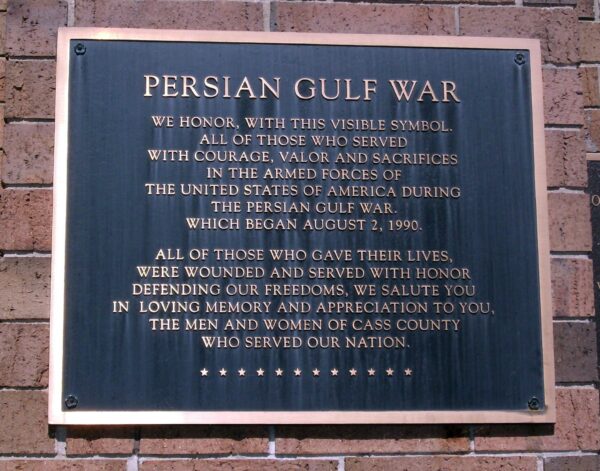 PERSIAN GULF WAR
WE HONOR, WITH THIS VISIBLE SYMBOL.
ALL OF THOSE WHO SERVED
WITH COURAGE, VALOR AND SACRIFICES
IN THE ARMED FORCES OF
THE UNITED STATES OF AMERICA DURING
THE PERSIAN GULF WAR.
WHICH BEGAN AUGUST 2, 1990.
ALL OF THOSE WHO GAVE THEIR LIVES,
WERE WOUNDED AND SERVED WITH HONOR
DEFENDING OUR FREEDOMS, WE SALUTE YOU
IN LOVING MEMORY AND APPRECIATION TO YOU,
THE MEN AND WOMEN OF CASS COUNTY
WHO SERVED OUR NATION.